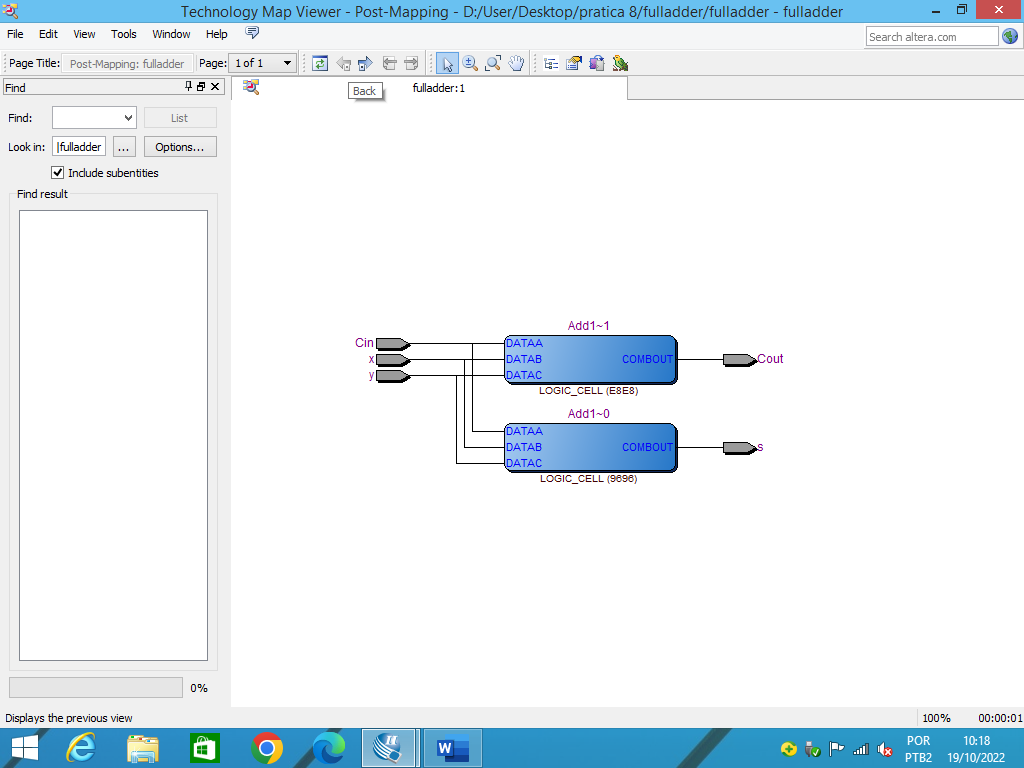 Technology Map Viewer - Post-Mapping - D:/User/Desktop/pratica 8/fulladder/fulladder - fulladder
File Edit View Tools Window Help
Search altera.com
Page Title: Post-Mapping: fulladder Page: 1 of 1
Find
Back
fulladder:1
Find: List
Look in: |fulladder ... Options...
Include subentities
Find result
Add1~1
Cin DATAA
x DATAB COMBOUT Cout
y DATAC
LOGIC_CELL (E8E8)
Add1~0
DATAA
DATAB COMBOUT s
DATAC
LOGIC_CELL (9696)
0%
Displays the previous view 100% 00:00:01
POR 10:18
PTB2 19/10/2022